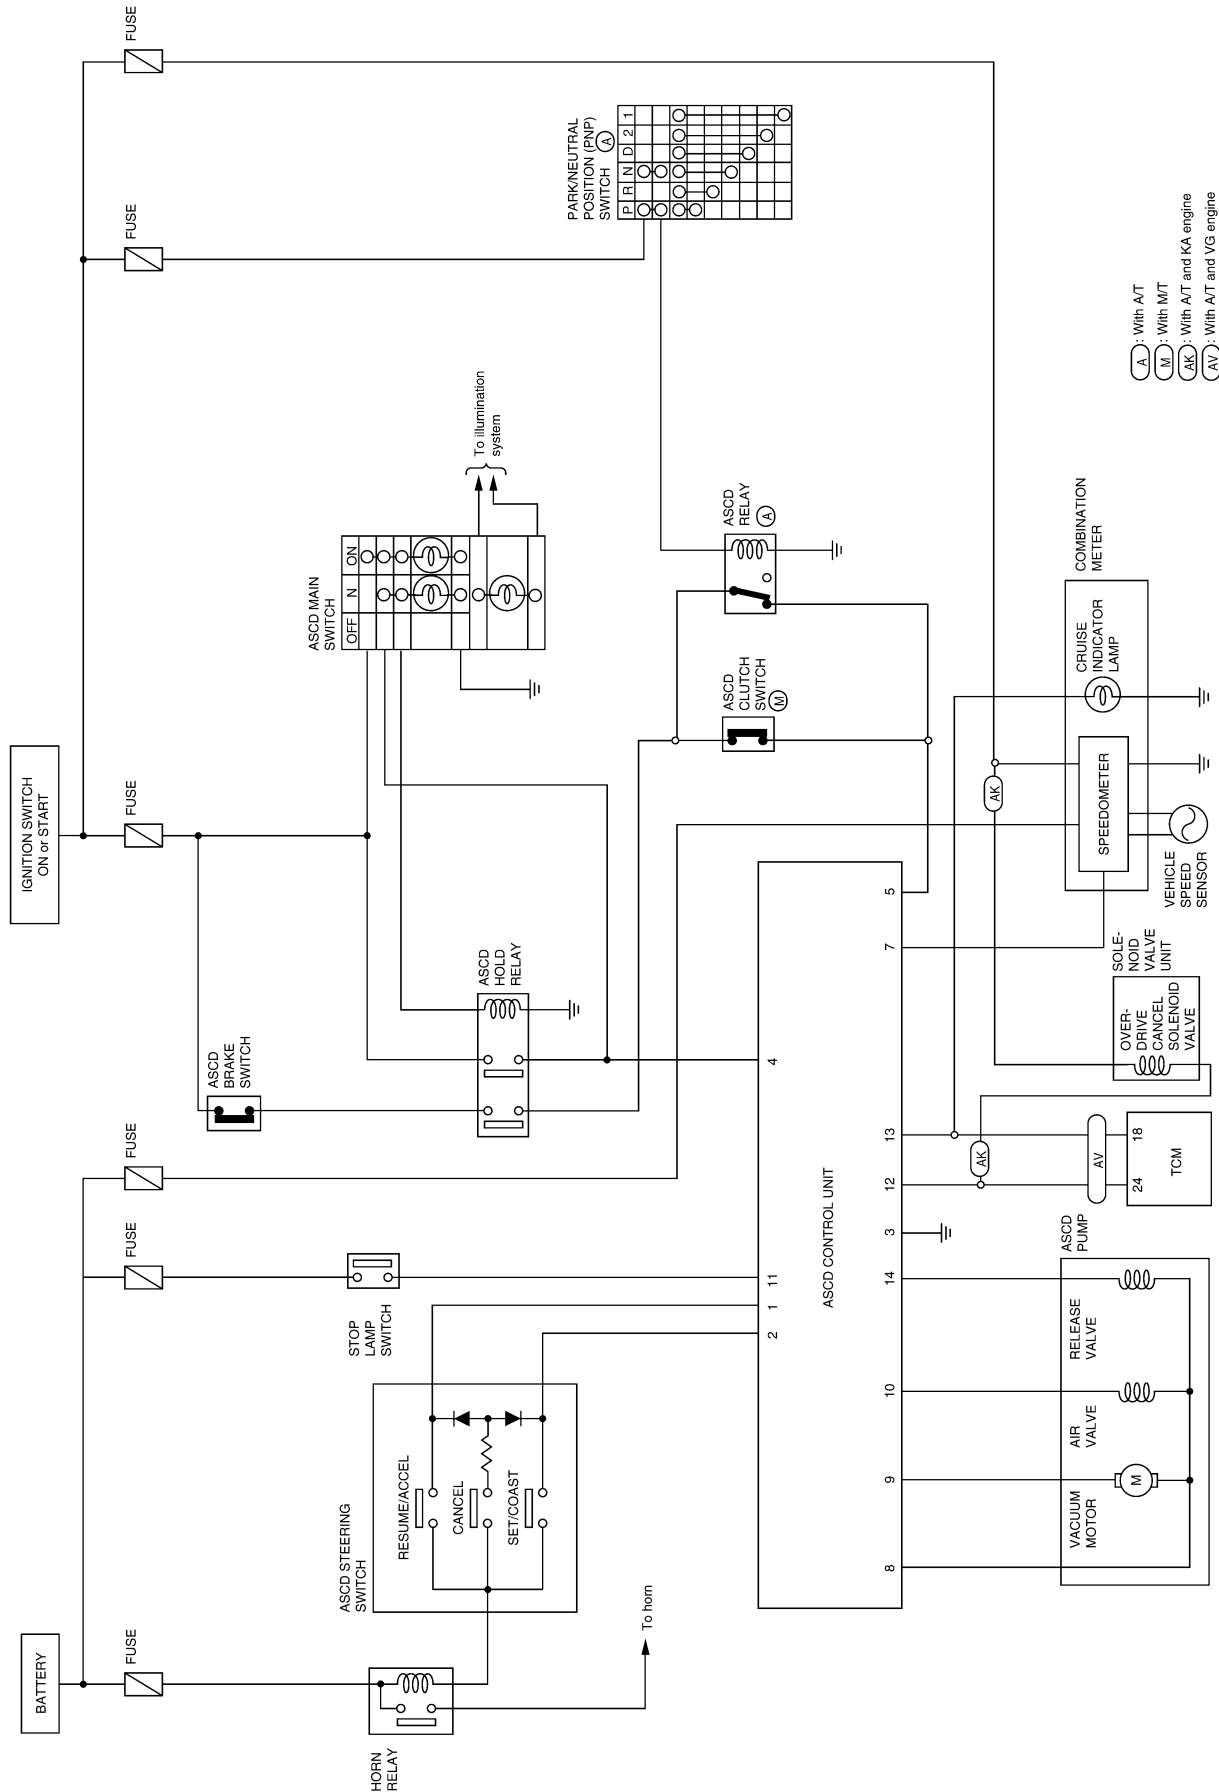 BATTERY
FUSE
HORN
RELAY
To horn
ASCD STEERING
SWITCH
RESUME/ACCEL
CANCEL
SET/COAST
FUSE
STOP
LAMP
SWITCH
FUSE
IGNITION SWITCH
ON or START
FUSE
ASCD
BRAKE
SWITCH
ASCD
HOLD
RELAY
ASCD MAIN
SWITCH
OFF
N
ON
To illumination
system
FUSE
FUSE
PARK/NEUTRAL
POSITION (PNP)
SWITCH
A
P
R
N
D
2
1
ASCD
CLUTCH
SWITCH
M
ASCD
RELAY
A
ASCD CONTROL UNIT
2
1
11
4
8
9
10
14
3
12
13
7
5
ASCD
PUMP
VACUUM
MOTOR
M
AIR
VALVE
RELEASE
VALVE
AK
AV
24
18
TCM
SOLE-
NOID
VALVE
UNIT
OVER-
DRIVE
CANCEL
SOLENOID
VALVE
AK
VEHICLE
SPEED
SENSOR
SPEEDOMETER
CRUISE
INDICATOR
LAMP
COMBINATION
METER
A : With A/T
M : With M/T
AK : With A/T and KA engine
AV : With A/T and VG engine